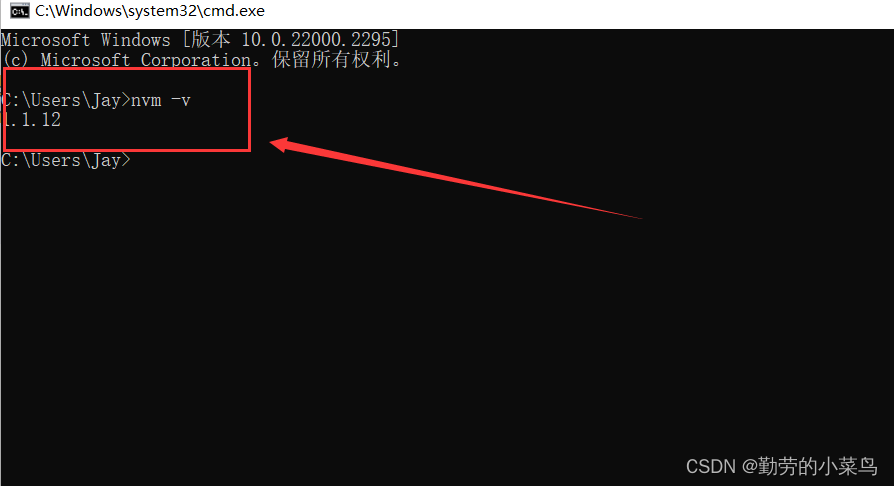 C:\Windows\system32\cmd.exe
Microsoft Windows [版本 10.0.22000.2295]
(c) Microsoft Corporation。保留所有权利。
C:\Users\Jay>nvm -v
1.1.12
C:\Users\Jay>
CSDN @勤劳的小菜鸟